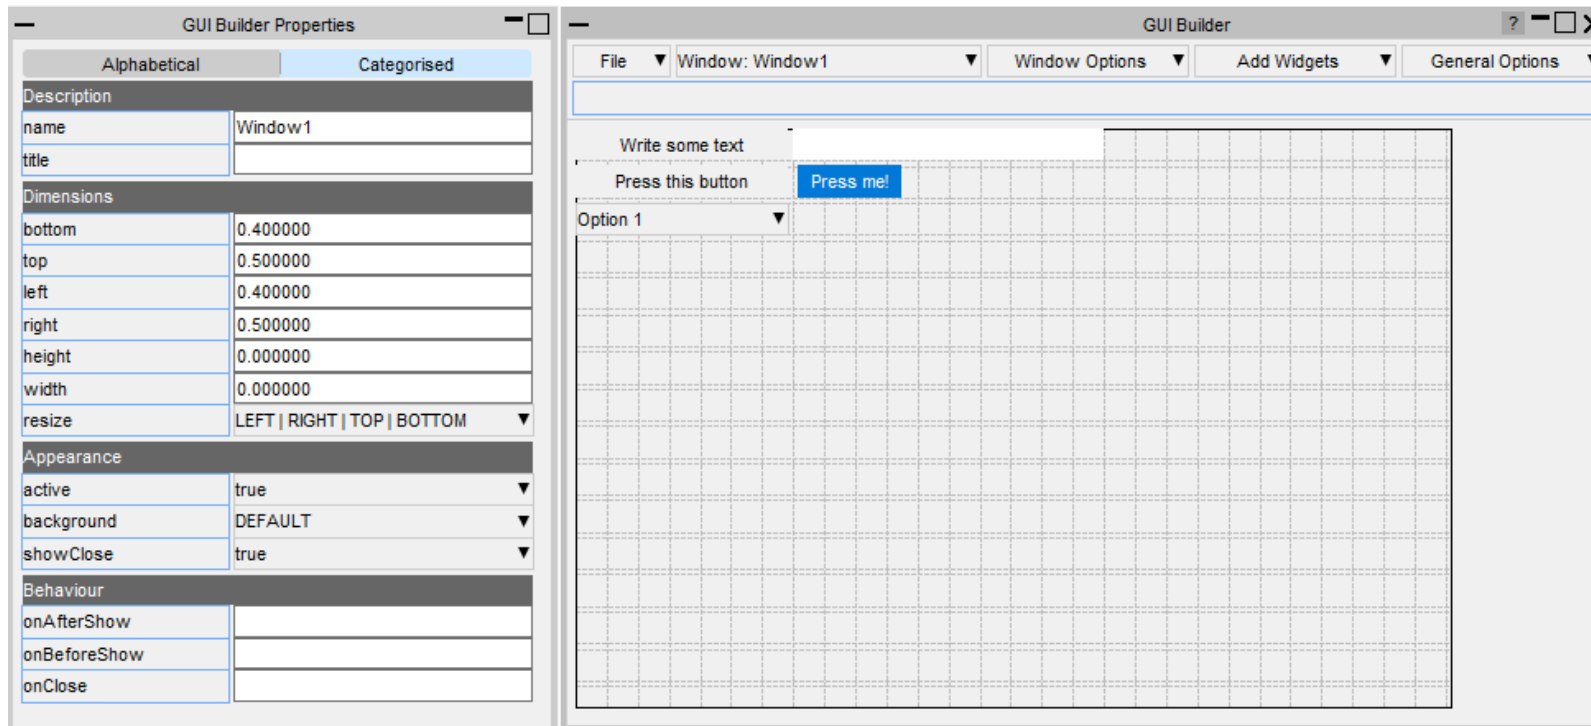 GUI Builder Properties
Alphabetical Categorised
Description
name Window1
title
Dimensions
bottom 0.400000
top 0.500000
left 0.400000
right 0.500000
height 0.000000
width 0.000000
resize LEFT | RIGHT | TOP | BOTTOM
Appearance
active true
background DEFAULT
showClose true
Behaviour
onAfterShow
onBeforeShow
onClose
GUI Builder ?
File Window: Window1 Window Options Add Widgets General Options
Write some text
Press this button Press me!
Option 1